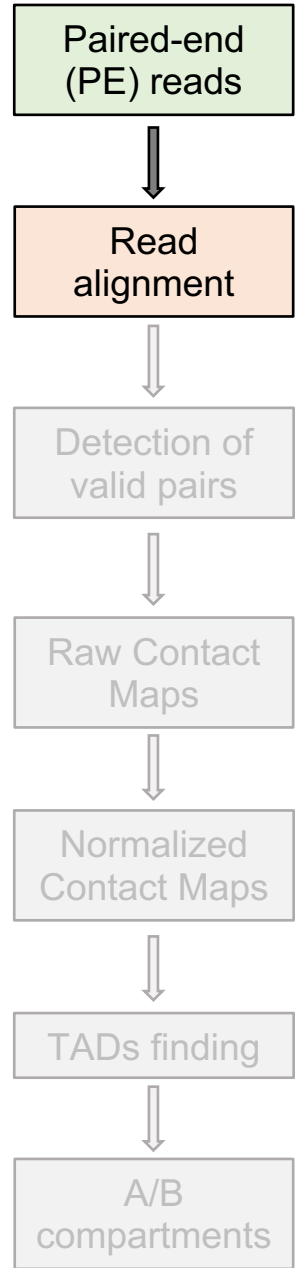 Paired-end
(PE) reads
Read
alignment
Detection of
valid pairs
Raw Contact
Maps
Normalized
Contact Maps
TADs finding
A/B
compartments